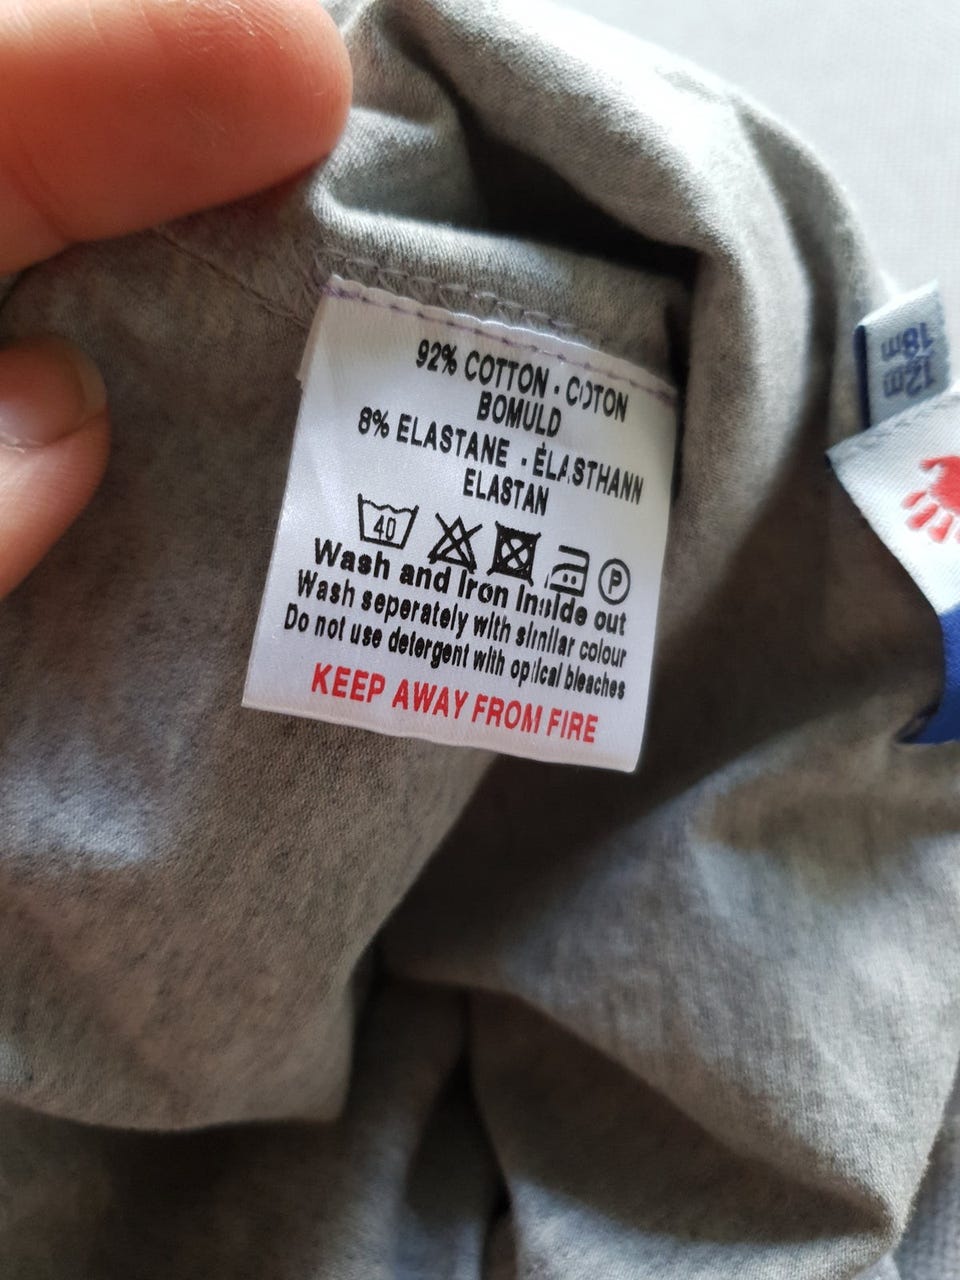 92% COTTON . COTON
BOMULD
8% ELASTANE . ÉLASTHANN
ELASTAN
40
P
Wash and Iron Inside out
Wash seperately with similar colour
Do not use detergent with optical bleaches
KEEP AWAY FROM FIRE
12m
18m